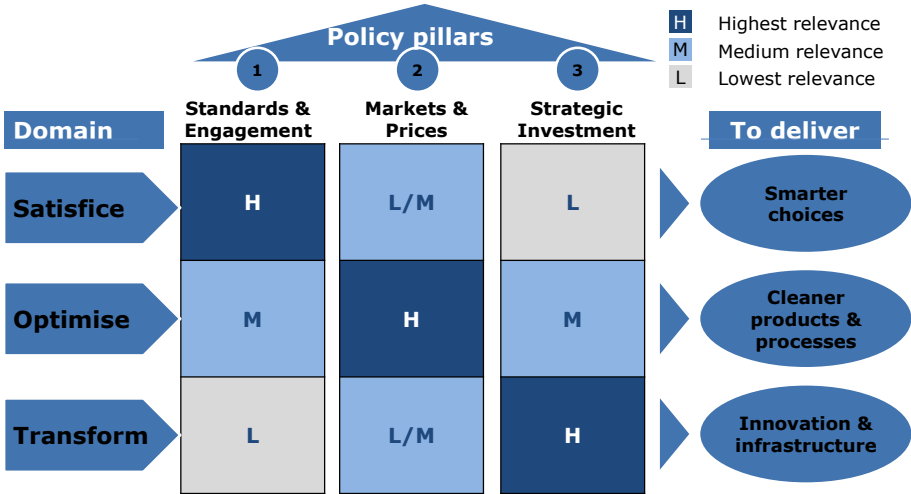 Policy pillars
H Highest relevance
M Medium relevance
L Lowest relevance
1
2
3
Standards &
Engagement
Markets &
Prices
Strategic
Investment
Domain
To deliver
Satisfice
H
L/M
L
Smarter
choices
Optimise
M
H
M
Cleaner
products &
processes
Transform
L
L/M
H
Innovation &
infrastructure